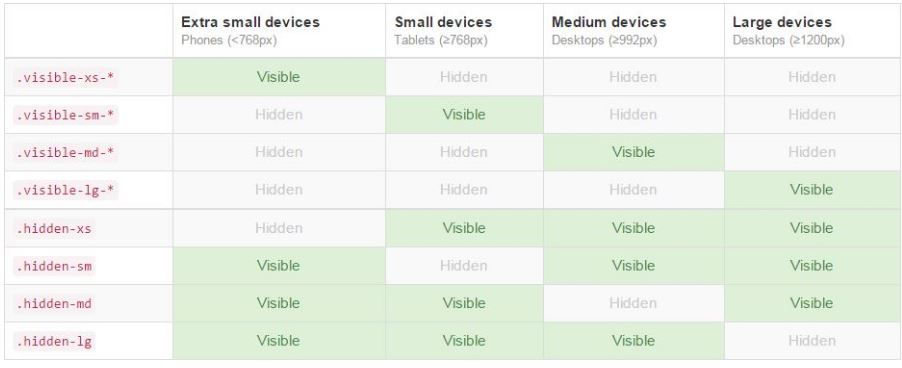 Extra small devices Small devices Medium devices Large devices
Phones (<768px) Tablets (≥768px) Desktops (≥992px) Desktops (≥1200px)
.visible-xs-* Visible Hidden Hidden Hidden
.visible-sm-* Hidden Visible Hidden Hidden
.visible-md-* Hidden Hidden Visible Hidden
.visible-lg-* Hidden Hidden Hidden Visible
.hidden-xs Hidden Visible Visible Visible
.hidden-sm Visible Hidden Visible Visible
.hidden-md Visible Visible Hidden Visible
.hidden-lg Visible Visible Visible Hidden